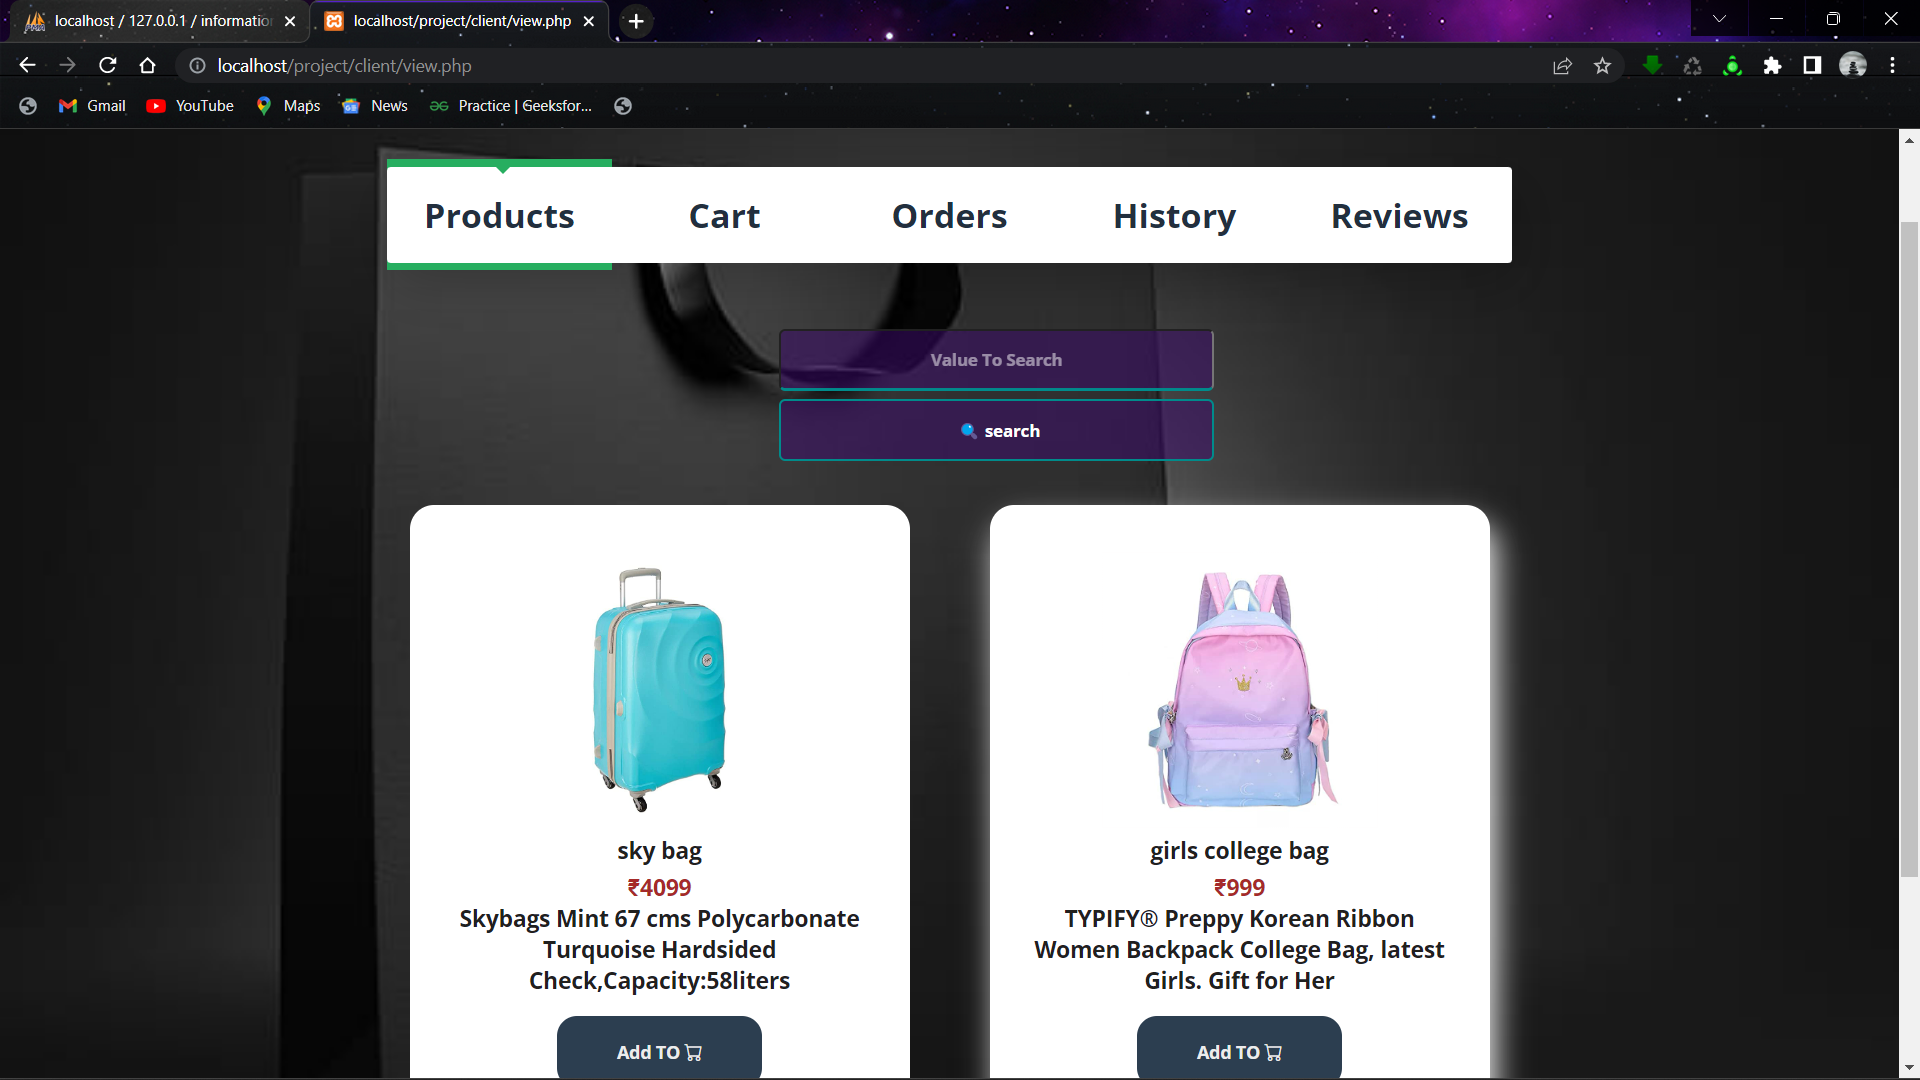 localhost / 127.0.0.1 / informatio
localhost/project/client/view.php
localhost/project/client/view.php
Gmail
YouTube
Maps
News
Practice | Geeksfor...
Products
Cart
Orders
History
Reviews
Value To Search
search
sky bag
₹4099
Skybags Mint 67 cms Polycarbonate
Turquoise Hardsided
Check,Capacity:58liters
Add TO
girls college bag
₹999
TYPIFY® Preppy Korean Ribbon
Women Backpack College Bag, latest
Girls. Gift for Her
Add TO